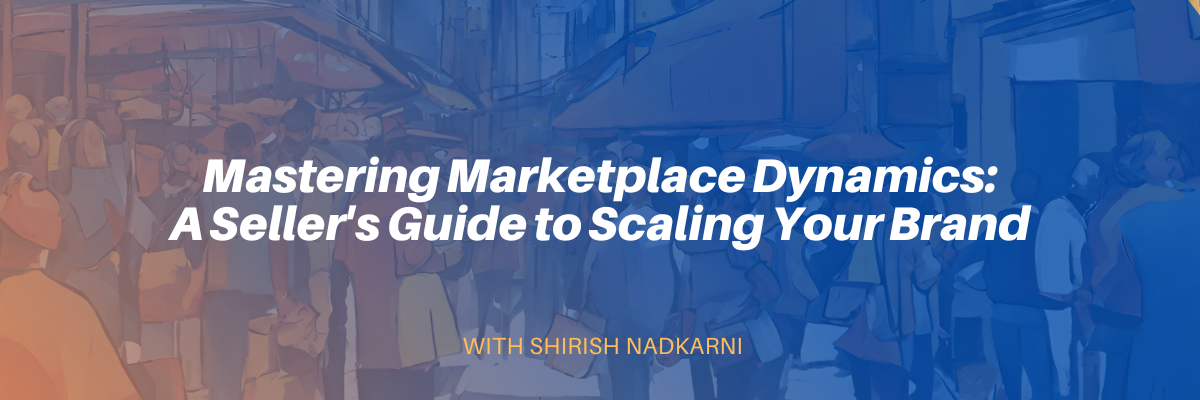 Mastering Marketplace Dynamics:
A Seller's Guide to Scaling Your Brand
WITH SHIRISH NADKARNI